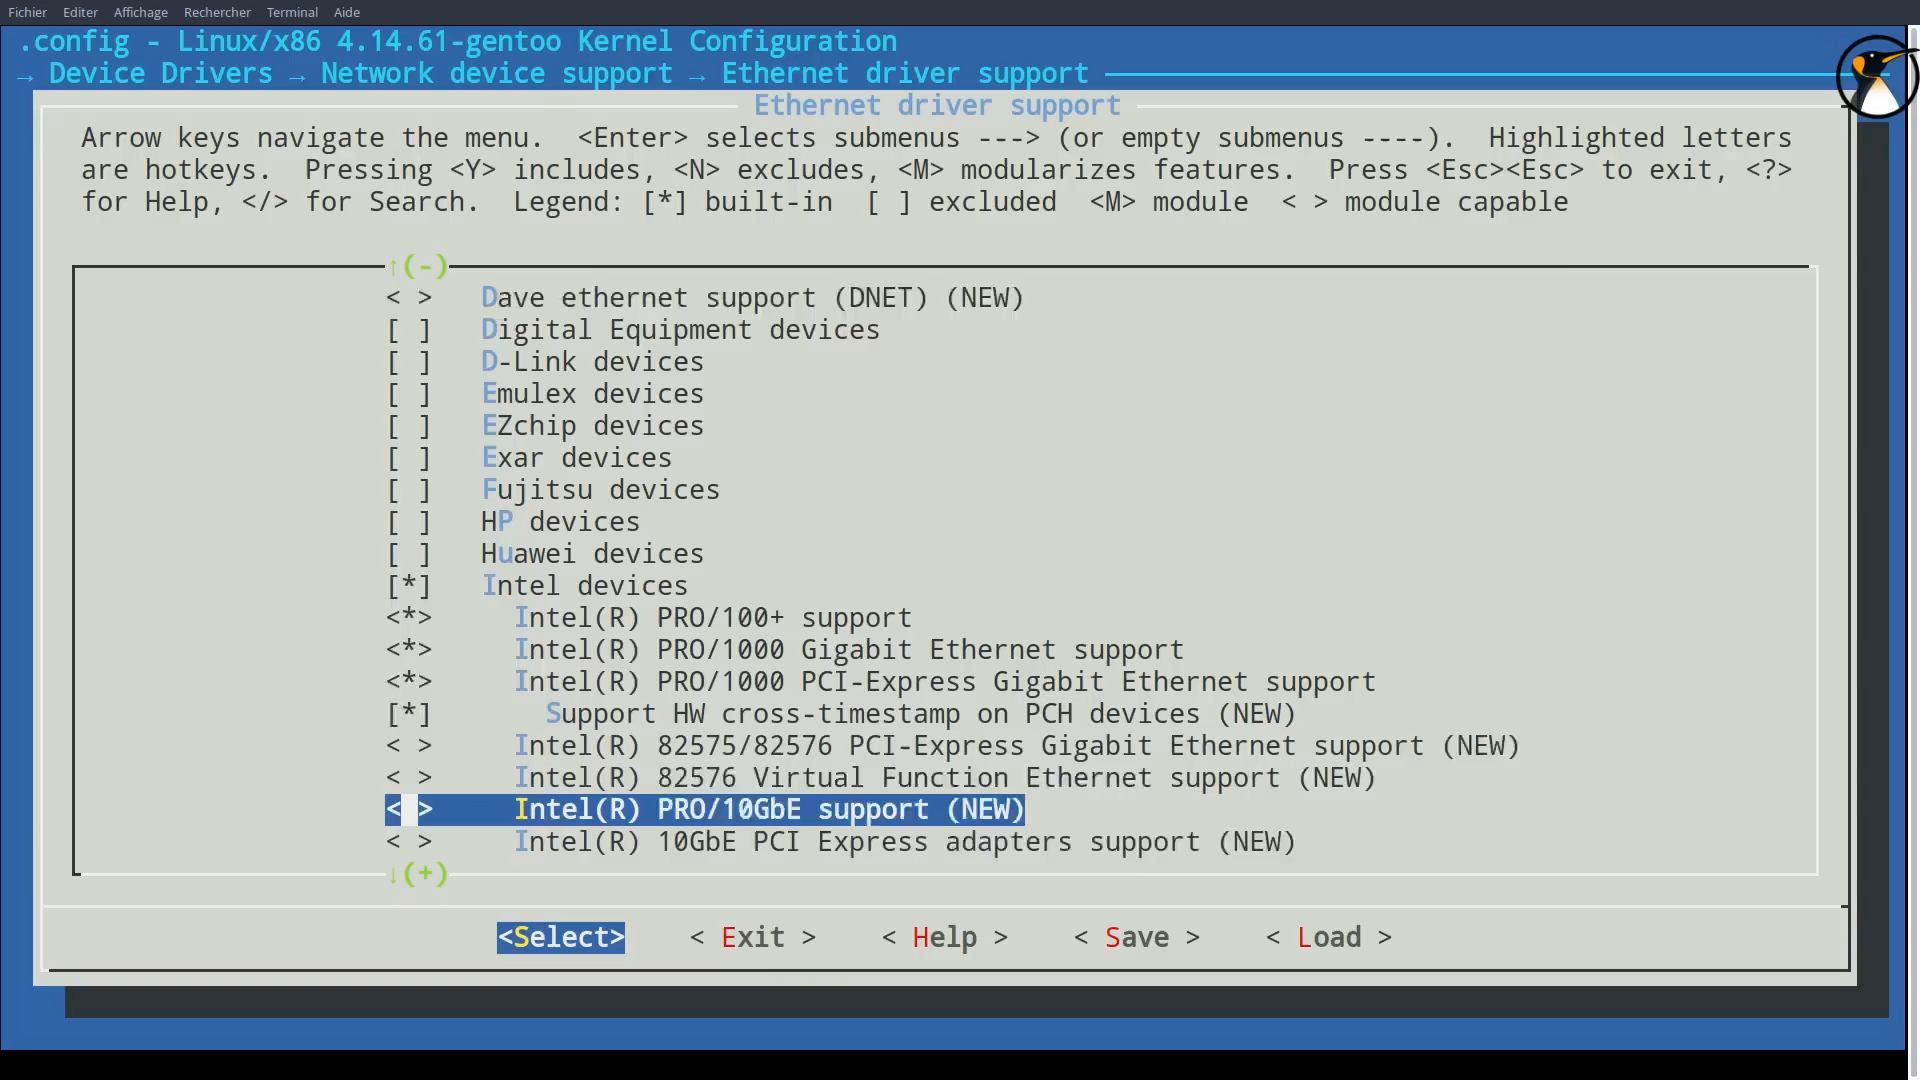 Fichier Editer Affichage Rechercher Terminal Aide
.config - Linux/x86 4.14.61-gentoo Kernel Configuration
→ Device Drivers → Network device support → Ethernet driver support
Ethernet driver support
Arrow keys navigate the menu.  <Enter> selects submenus ---> (or empty submenus ----).  Highlighted letters
are hotkeys.  Pressing <Y> includes, <N> excludes, <M> modularizes features.  Press <Esc><Esc> to exit, <?>
for Help, </> for Search.  Legend: [*] built-in  [ ] excluded  <M> module  < > module capable
↑(-)
< >   Dave ethernet support (DNET) (NEW)
[ ]   Digital Equipment devices
[ ]   D-Link devices
[ ]   Emulex devices
[ ]   EZchip devices
[ ]   Exar devices
[ ]   Fujitsu devices
[ ]   HP devices
[ ]   Huawei devices
[*]   Intel devices
<*>     Intel(R) PRO/100+ support
<*>     Intel(R) PRO/1000 Gigabit Ethernet support
<*>     Intel(R) PRO/1000 PCI-Express Gigabit Ethernet support
[*]       Support HW cross-timestamp on PCH devices (NEW)
< >     Intel(R) 82575/82576 PCI-Express Gigabit Ethernet support (NEW)
< >     Intel(R) 82576 Virtual Function Ethernet support (NEW)
< >     Intel(R) PRO/10GbE support (NEW)
< >     Intel(R) 10GbE PCI Express adapters support (NEW)
↓(+)
<Select>    < Exit >    < Help >    < Save >    < Load >